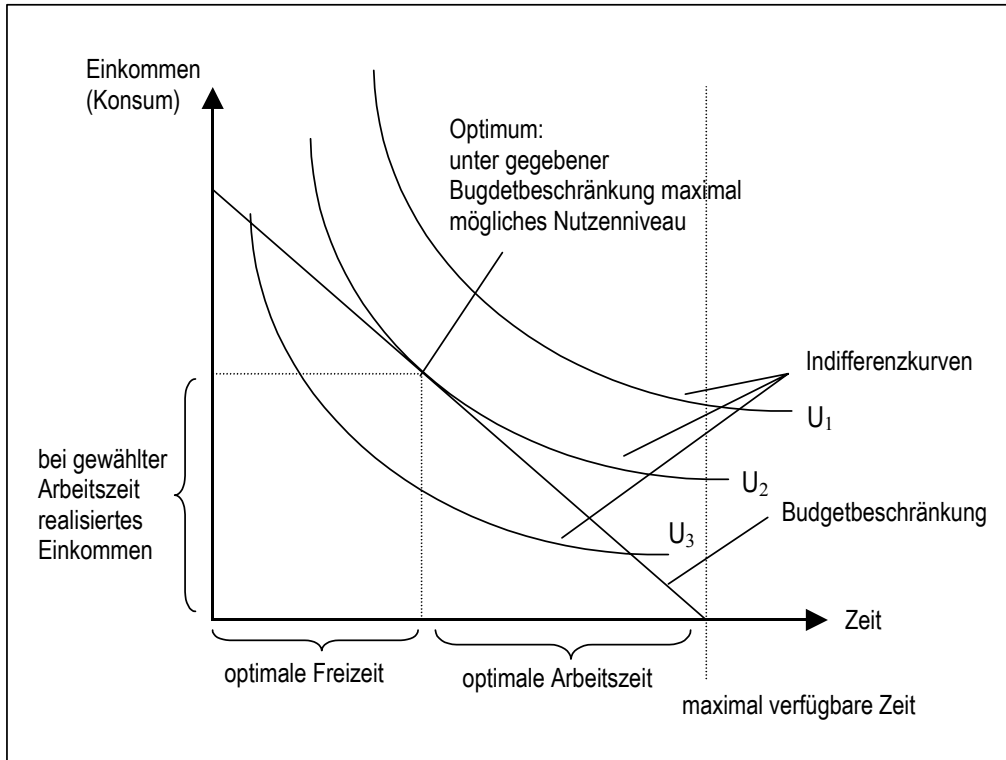 Einkommen
(Konsum)
Optimum:
unter gegebener
Bugdetbeschränkung maximal
mögliches Nutzenniveau
Indifferenzkurven
U₁
bei gewählter
Arbeitszeit
realisiertes
Einkommen
U₂
Budgetbeschränkung
U₃
Zeit
optimale Freizeit
optimale Arbeitszeit
maximal verfügbare Zeit